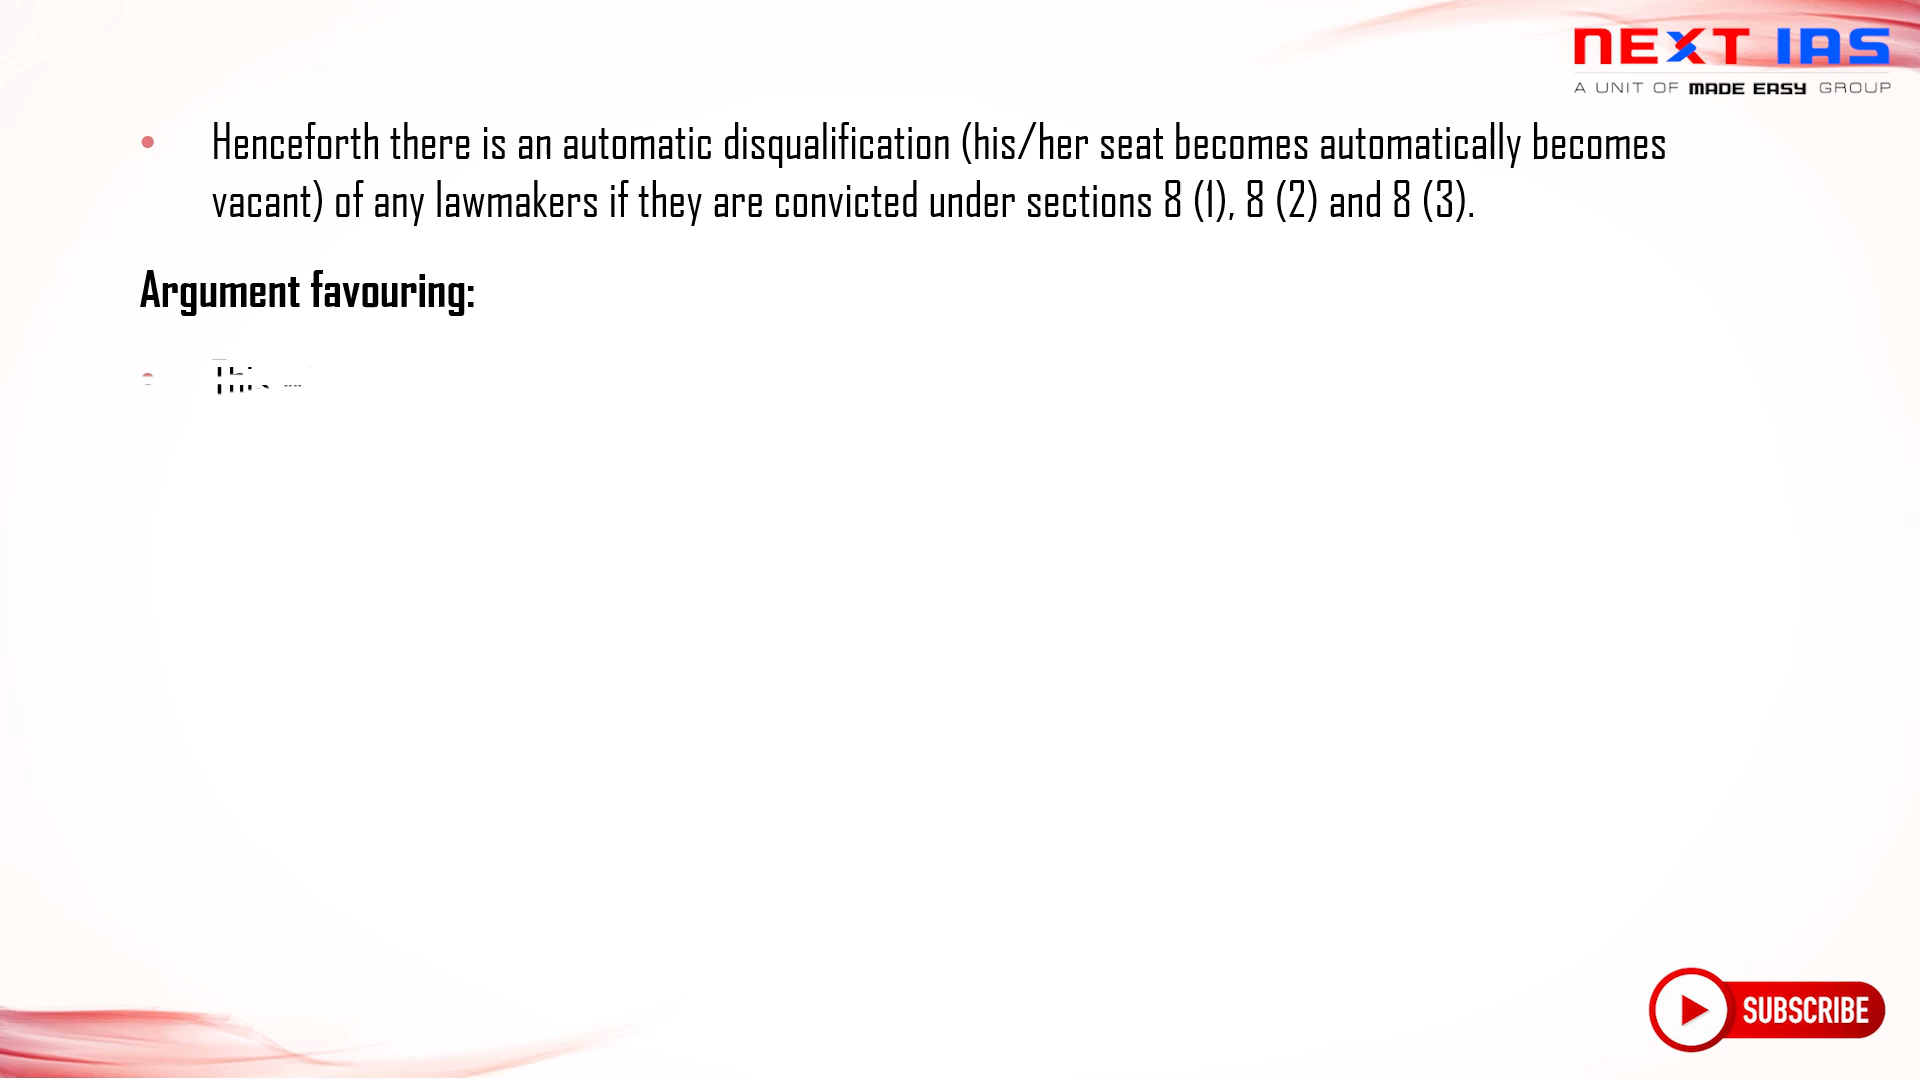 NEXT IAS
A UNIT OF MADE EASY GROUP
• Henceforth there is an automatic disqualification (his/her seat becomes automatically becomes
vacant) of any lawmakers if they are convicted under sections 8 (1), 8 (2) and 8 (3).
Argument favouring:
• This
SUBSCRIBE